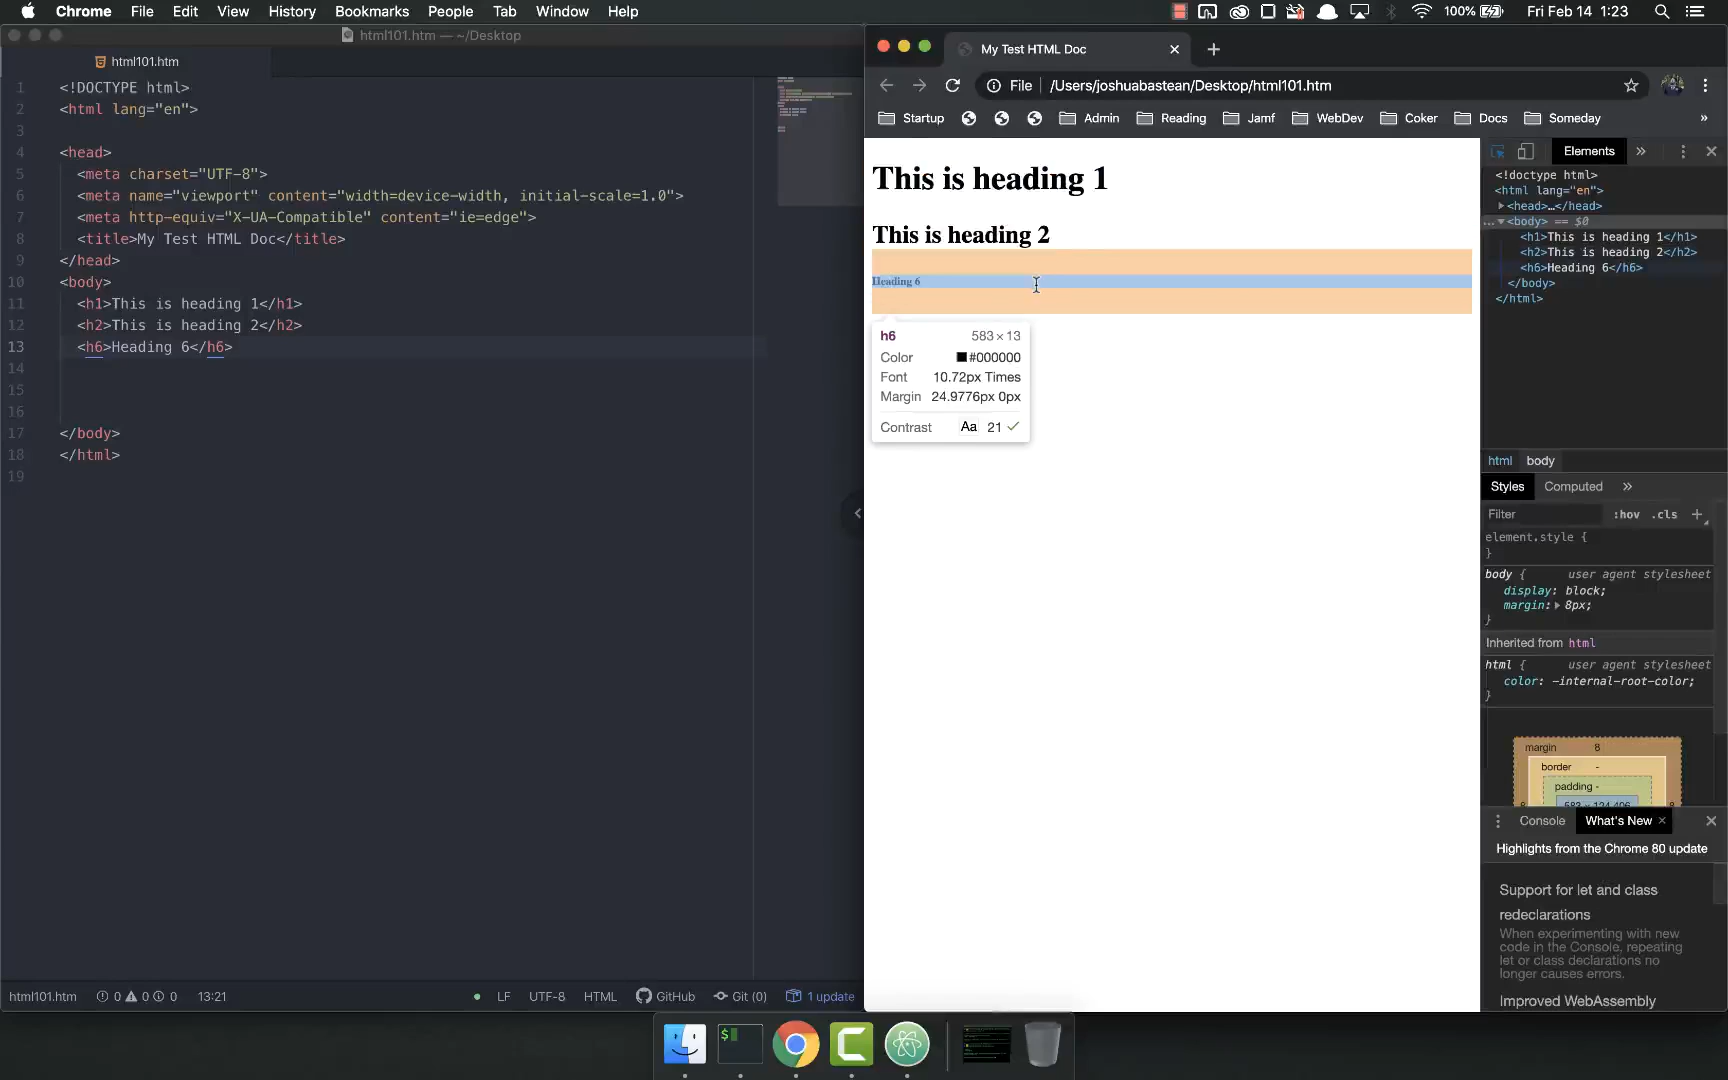 Chrome File Edit View History Bookmarks People Tab Window Help
100% Fri Feb 14 1:23
html101.htm — ~/Desktop
html101.htm
1 <!DOCTYPE html>
2 <html lang="en">
3
4 <head>
5 <meta charset="UTF-8">
6 <meta name="viewport" content="width=device-width, initial-scale=1.0">
7 <meta http-equiv="X-UA-Compatible" content="ie=edge">
8 <title>My Test HTML Doc</title>
9 </head>
10 <body>
11 <h1>This is heading 1</h1>
12 <h2>This is heading 2</h2>
13 <h6>Heading 6</h6>
14
15
16
17 </body>
18 </html>
19
html101.htm 0 0 0 13:21 LF UTF-8 HTML GitHub Git (0) 1 update
My Test HTML Doc
File /Users/joshuabastean/Desktop/html101.htm
Startup Admin Reading Jamf WebDev Coker Docs Someday »
This is heading 1
This is heading 2
Heading 6
h6 583 × 13
Color #000000
Font 10.72px Times
Margin 24.9776px 0px
Contrast Aa 21
Elements »
<!doctype html>
<html lang="en">
<head>…</head>
... <body> == $0
<h1>This is heading 1</h1>
<h2>This is heading 2</h2>
<h6>Heading 6</h6>
</body>
</html>
html body
Styles Computed »
Filter :hov .cls +
element.style {
}
body { user agent stylesheet
display: block;
margin: 8px;
}
Inherited from html
html { user agent stylesheet
color: -internal-root-color;
}
margin 8
border -
padding -
8 583 × 124.406 8
Console What's New
Highlights from the Chrome 80 update
Support for let and class
redeclarations
When experimenting with new
code in the Console, repeating
let or class declarations no
longer causes errors.
Improved WebAssembly
$